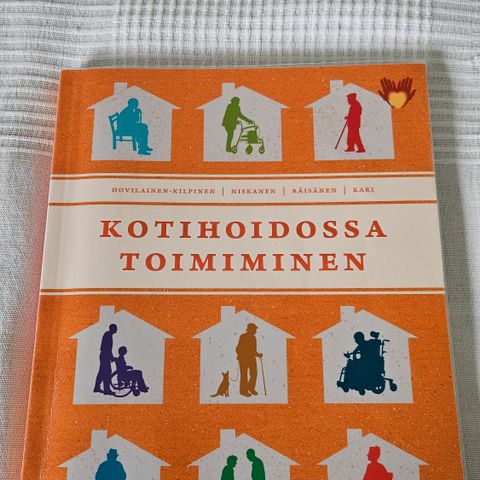 HOVILAINEN-KILPINEN | NISKANEN | RÄISÄNEN | KARI
KOTIHOIDOSSA
TOIMIMINEN